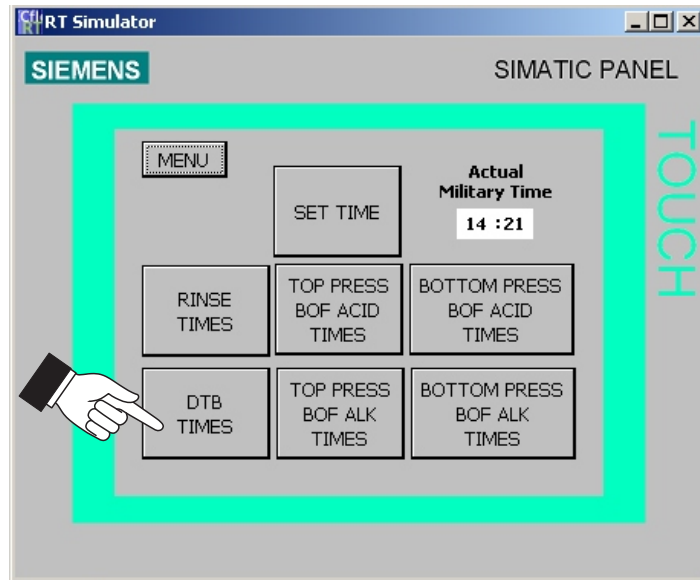 RT Simulator
SIEMENS
SIMATIC PANEL
TOUCH
MENU
SET TIME
Actual
Military Time
14 :21
RINSE
TIMES
TOP PRESS
BOF ACID
TIMES
BOTTOM PRESS
BOF ACID
TIMES
DTB
TIMES
TOP PRESS
BOF ALK
TIMES
BOTTOM PRESS
BOF ALK
TIMES